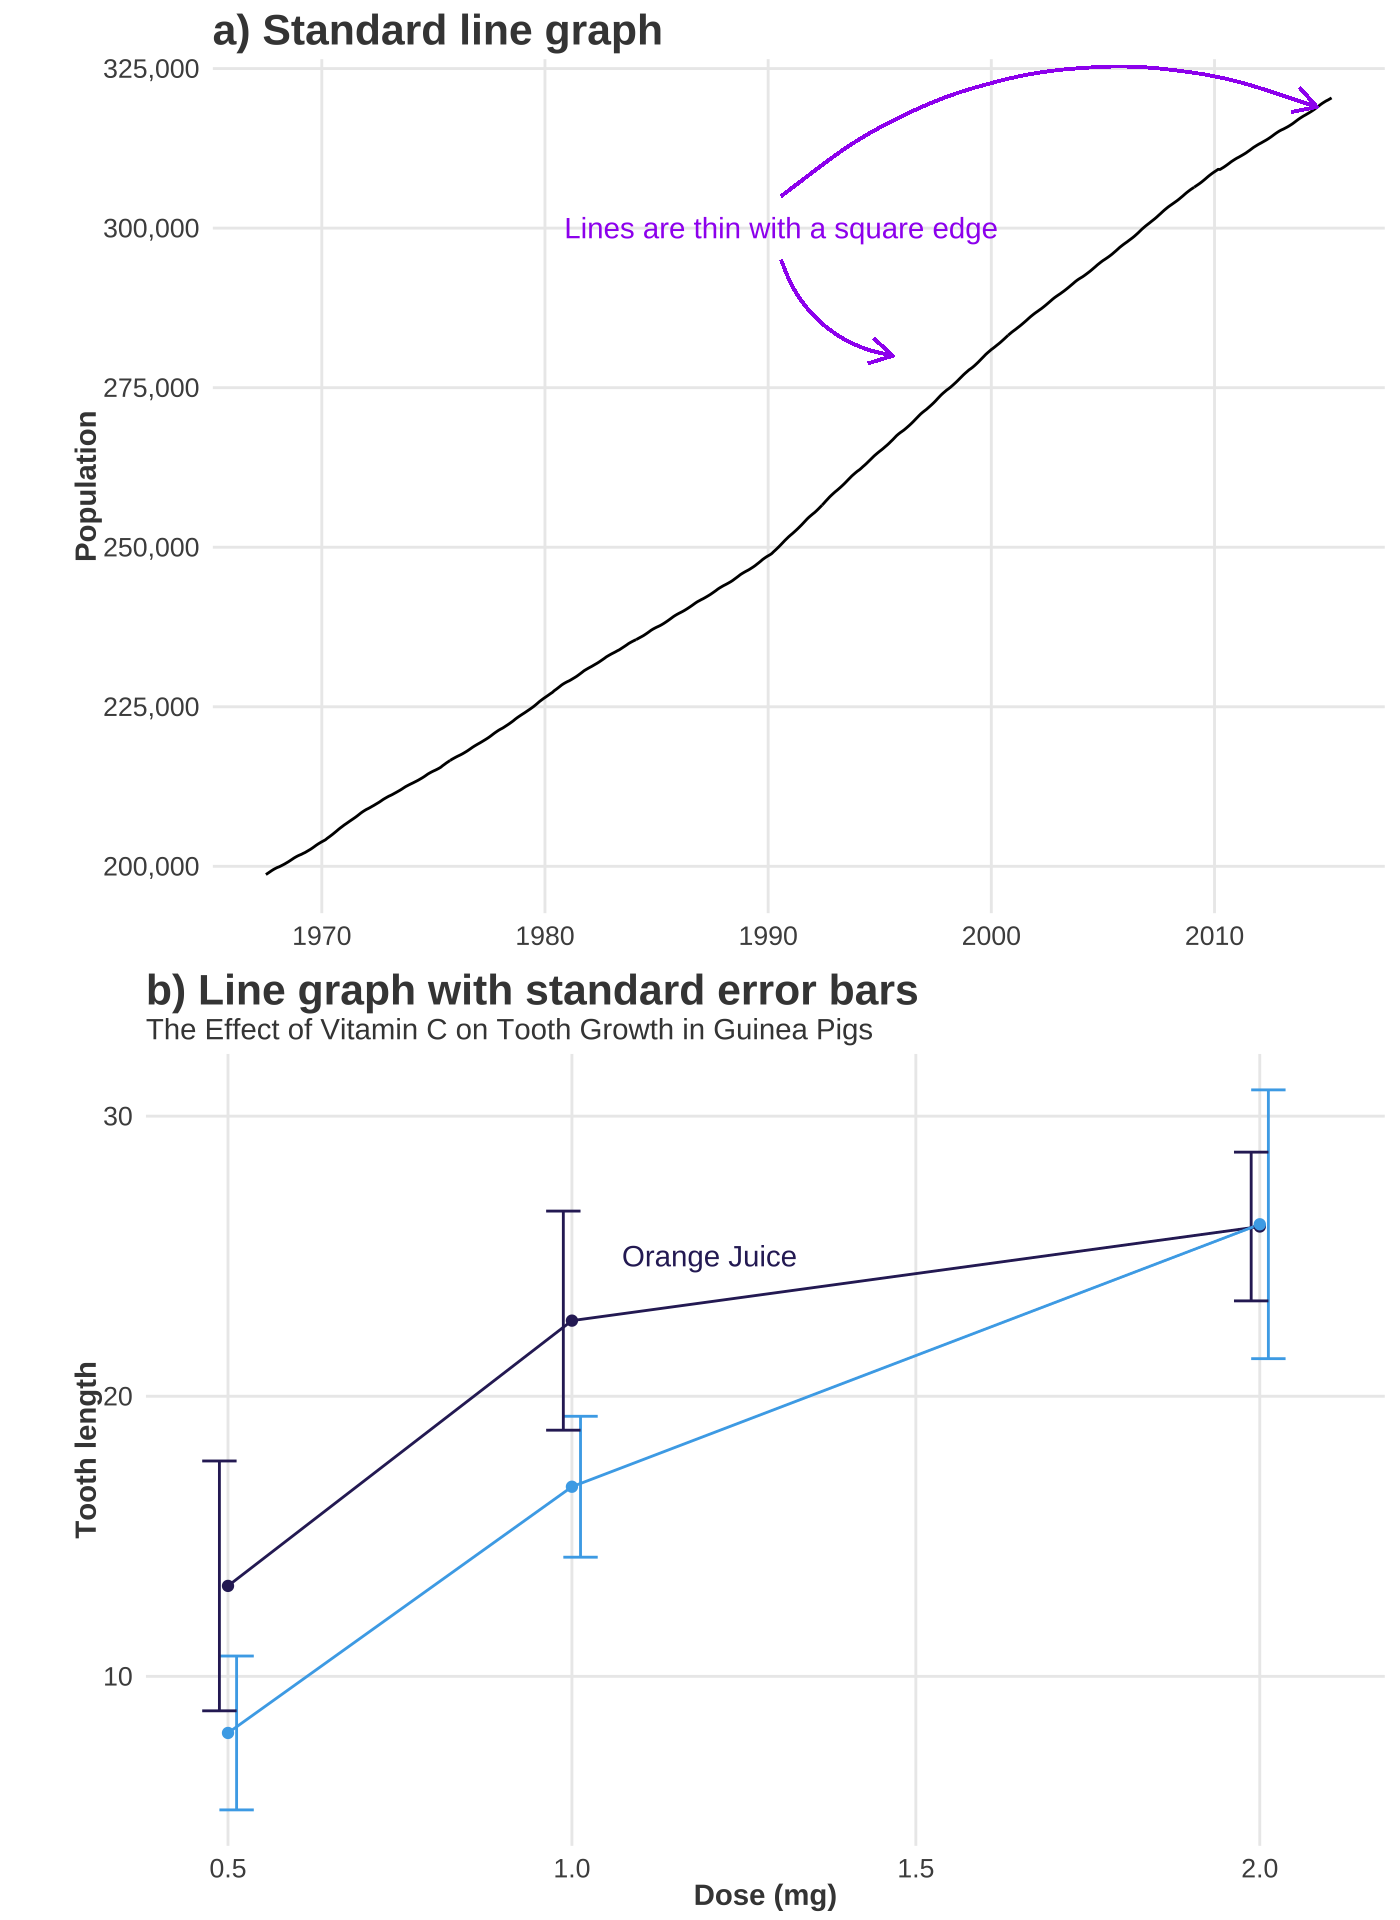 a) Standard line graph
325,000
300,000
275,000
250,000
225,000
200,000
Population
Lines are thin with a square edge
1970
1980
1990
2000
2010
b) Line graph with standard error bars
The Effect of Vitamin C on Tooth Growth in Guinea Pigs
30
20
10
Tooth length
Orange Juice
0.5
1.0
1.5
2.0
Dose (mg)